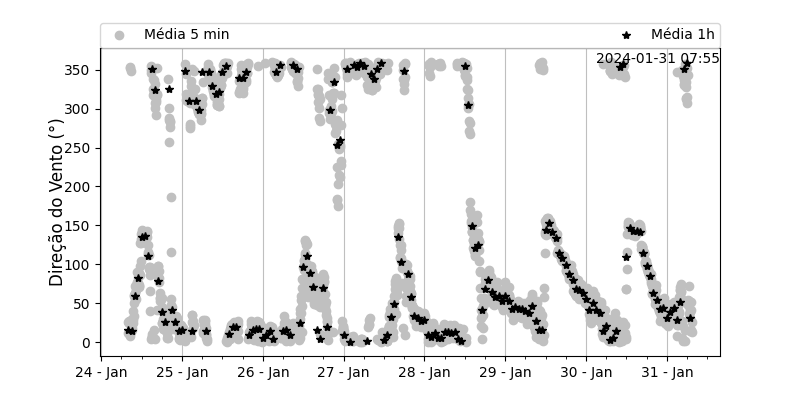 Média 5 min
Média 1h
2024-01-31 07:55
Direção do Vento (°)
350
300
250
200
150
100
50
0
24 - Jan
25 - Jan
26 - Jan
27 - Jan
28 - Jan
29 - Jan
30 - Jan
31 - Jan